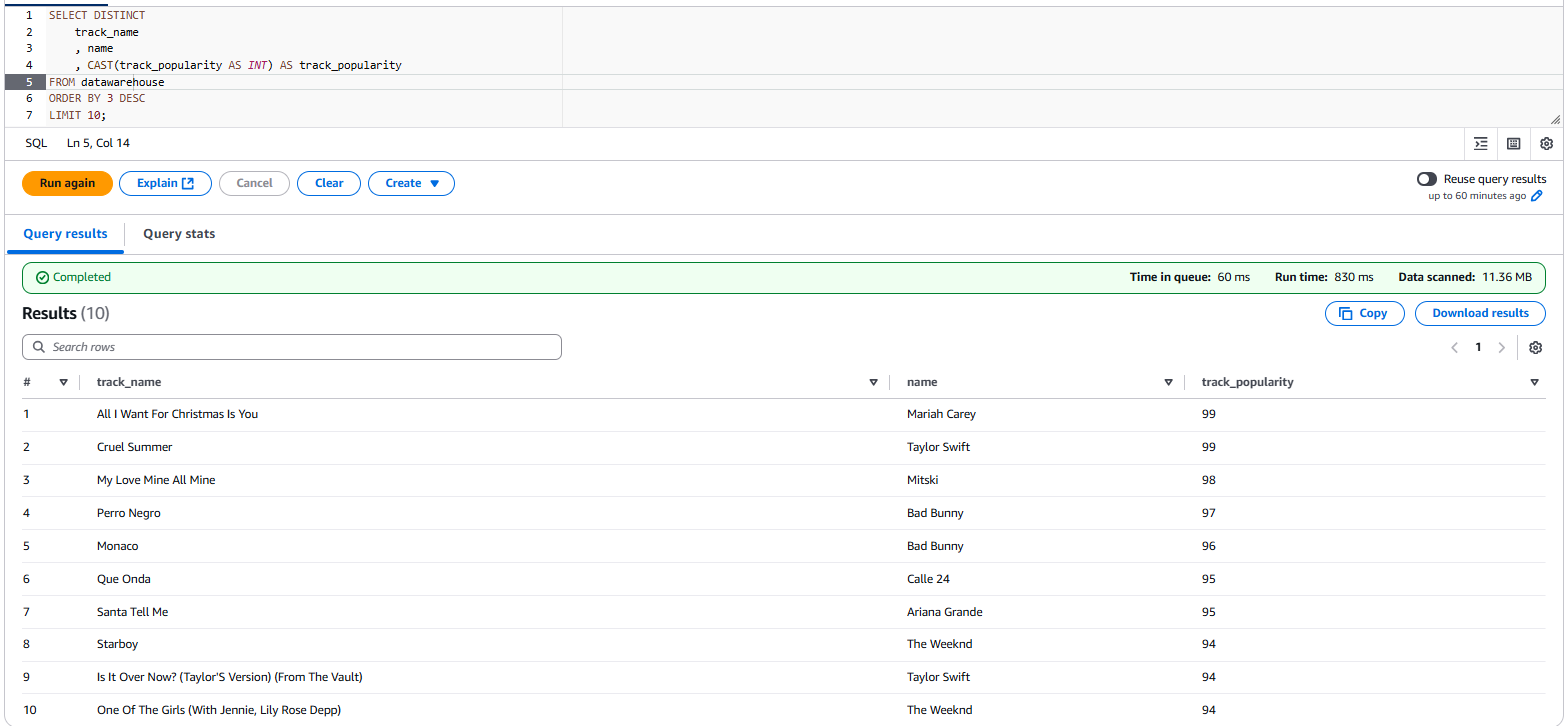 1 SELECT DISTINCT
2 track_name
3 , name
4 , CAST(track_popularity AS INT) AS track_popularity
5 FROM datawarehouse
6 ORDER BY 3 DESC
7 LIMIT 10;
SQL Ln 5, Col 14
Run again Explain Cancel Clear Create Reuse query results
up to 60 minutes ago
Query results Query stats
Completed Time in queue: 60 ms Run time: 830 ms Data scanned: 11.36 MB
Results (10) Copy Download results
Search rows 1
# track_name name track_popularity
1 All I Want For Christmas Is You Mariah Carey 99
2 Cruel Summer Taylor Swift 99
3 My Love Mine All Mine Mitski 98
4 Perro Negro Bad Bunny 97
5 Monaco Bad Bunny 96
6 Que Onda Calle 24 95
7 Santa Tell Me Ariana Grande 95
8 Starboy The Weeknd 94
9 Is It Over Now? (Taylor'S Version) (From The Vault) Taylor Swift 94
10 One Of The Girls (With Jennie, Lily Rose Depp) The Weeknd 94